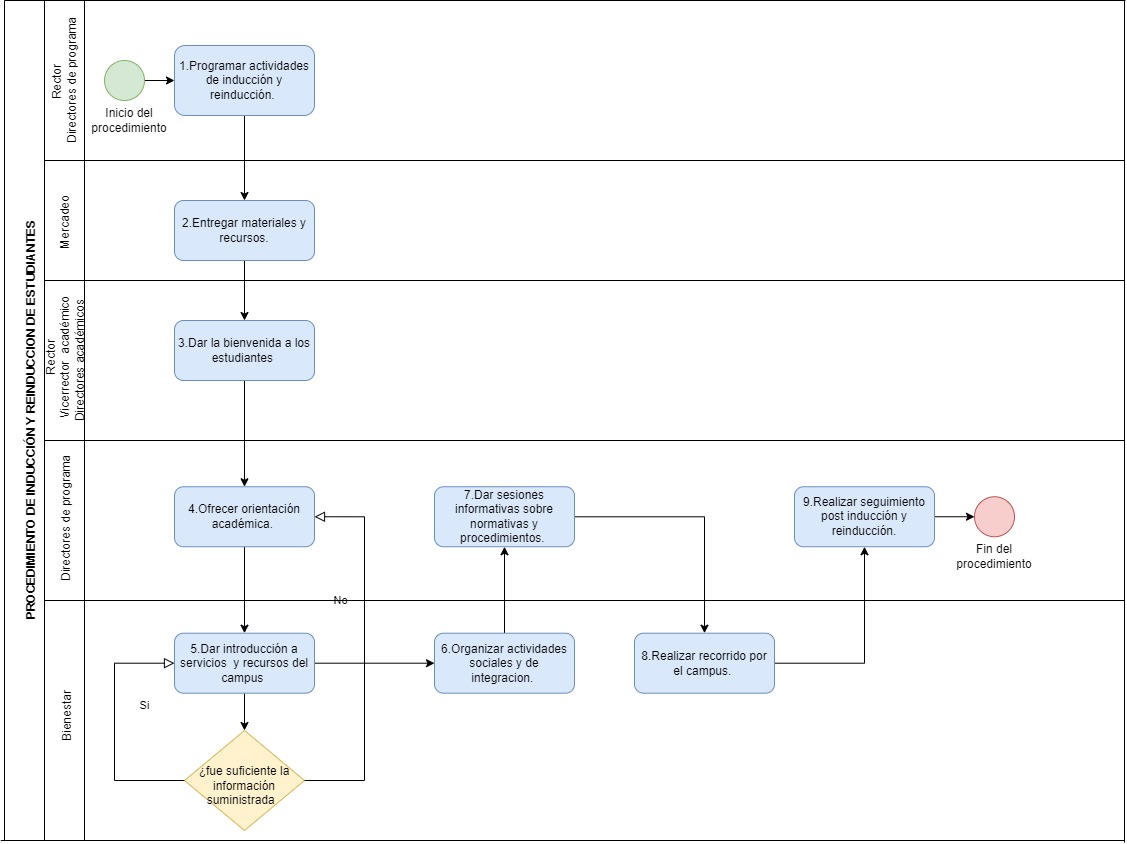 PROCEDIMIENTO DE INDUCCIÓN Y REINDUCCION DE ESTUDIANTES
Rector
Directores de programa
Inicio del
procedimiento
1.Programar actividades
de inducción y
reinducción.
Mercadeo
2.Entregar materiales y
recursos.
Rector
Vicerrector académico
Directores académicos
3.Dar la bienvenida a los
estudiantes
Directores de programa
4.Ofrecer orientación
académica.
7.Dar sesiones
informativas sobre
normativas y
procedimientos.
9.Realizar seguimiento
post inducción y
reinducción.
Fin del
procedimiento
No
Bienestar
5.Dar introducción a
servicios y recursos del
campus
6.Organizar actividades
sociales y de
integracion.
8.Realizar recorrido por
el campus.
Si
¿fue suficiente la
información
suministrada